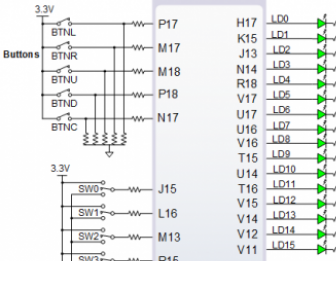 3.3V
BTNL P17 H17 LD0
K15 LD1
Buttons BTNR M17 J13 LD2
N14 LD3
BTNU M18 R18 LD4
V17 LD5
BTND P18 U17 LD6
U16 LD7
BTNC N17 V16 LD8
T15 LD9
U14 LD10
3.3V
SW0 J15 T16 LD11
V15 LD12
SW1 L16 V14 LD13
SW2 M13 V12 LD14
V11 LD15
SW3 R15